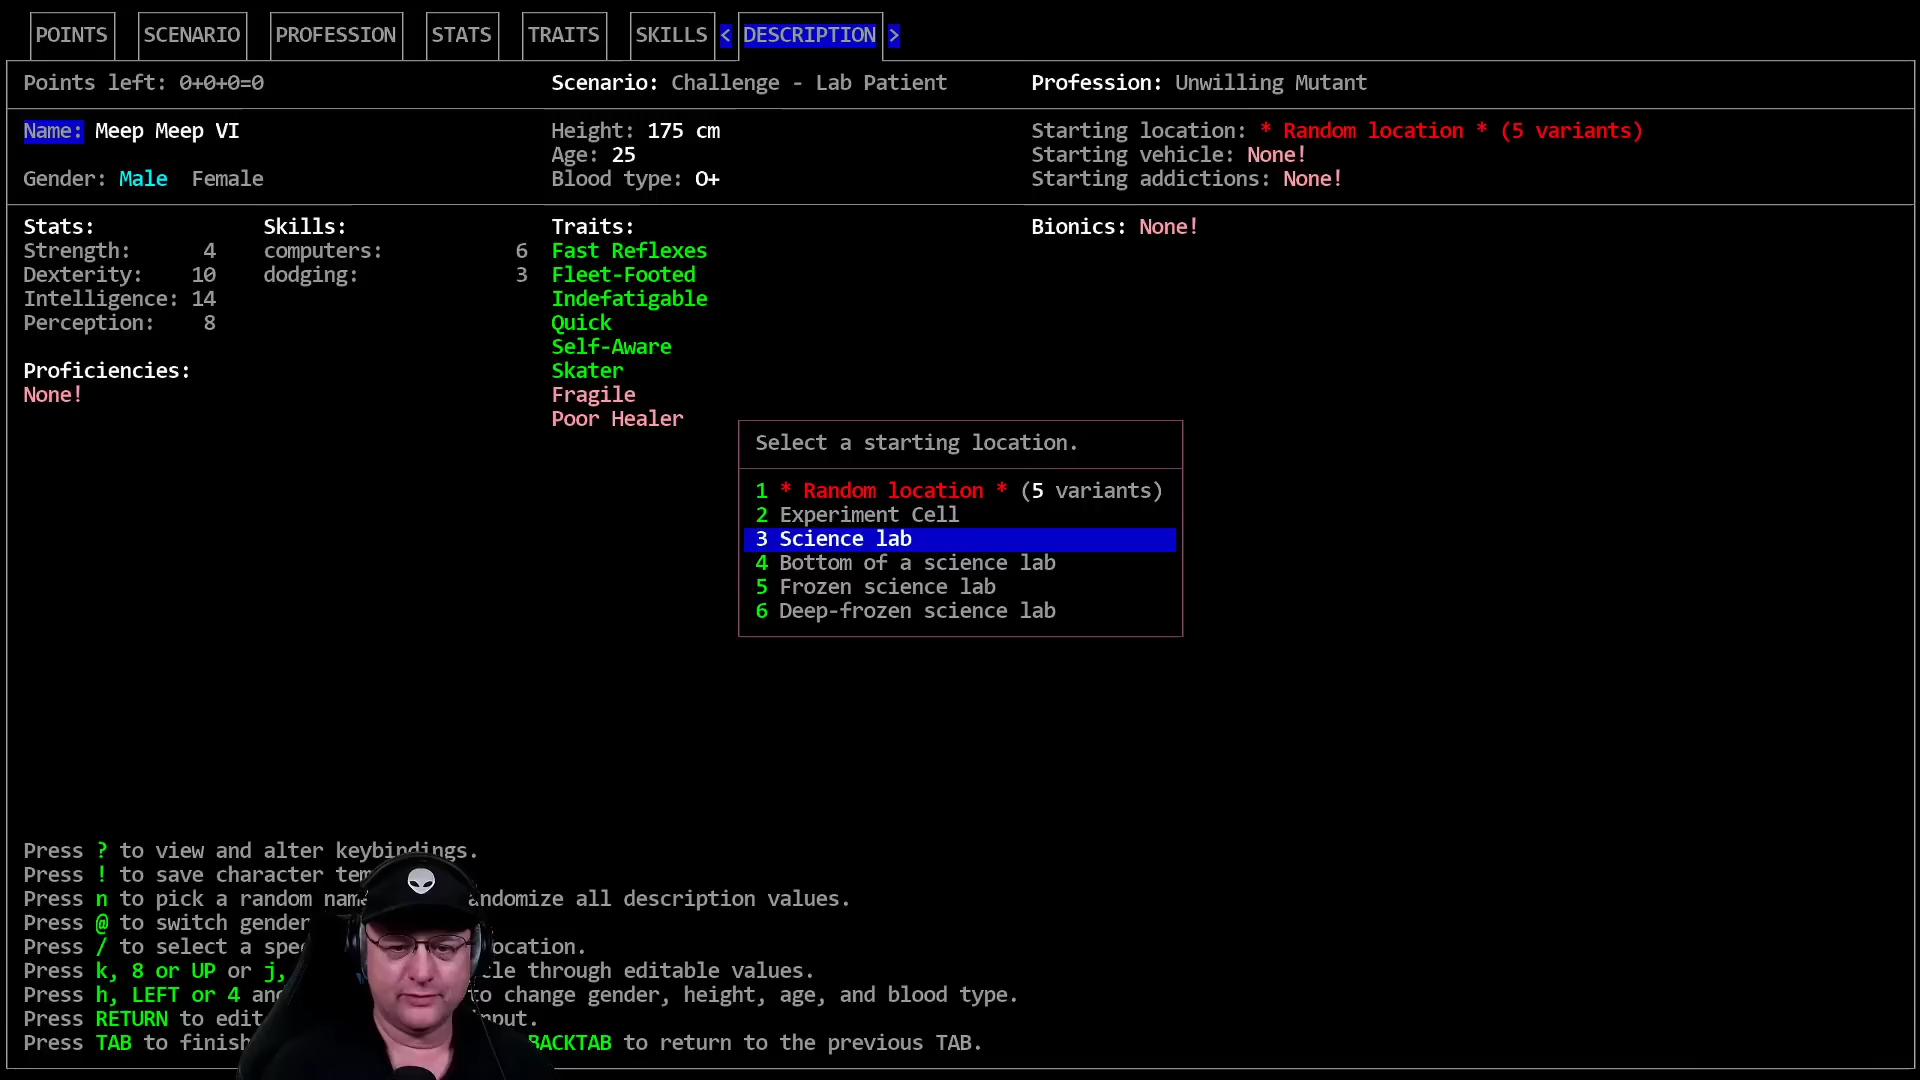 POINTS SCENARIO PROFESSION STATS TRAITS SKILLS < DESCRIPTION >
Points left: 0+0+0=0 Scenario: Challenge - Lab Patient Profession: Unwilling Mutant
Name: Meep Meep VI Height: 175 cm Starting location: * Random location * (5 variants)
Age: 25 Starting vehicle: None!
Gender: Male Female Blood type: O+ Starting addictions: None!
Stats: Skills: Traits: Bionics: None!
Strength: 4 computers: 6 Fast Reflexes
Dexterity: 10 dodging: 3 Fleet-Footed
Intelligence: 14 Indefatigable
Perception: 8 Quick
Self-Aware
Proficiencies: Skater
None! Fragile
Poor Healer
Select a starting location.
1 * Random location * (5 variants)
2 Experiment Cell
3 Science lab
4 Bottom of a science lab
5 Frozen science lab
6 Deep-frozen science lab
Press ? to view and alter keybindings.
Press ! to save character
Press n to pick a random randomize all description values.
Press @ to switch gender
Press / to select a location.
Press k, 8 or UP or j, through editable values.
Press h, LEFT or 4 to change gender, height, age, and blood type.
Press RETURN to edit input.
Press TAB to finish BACKTAB to return to the previous TAB.